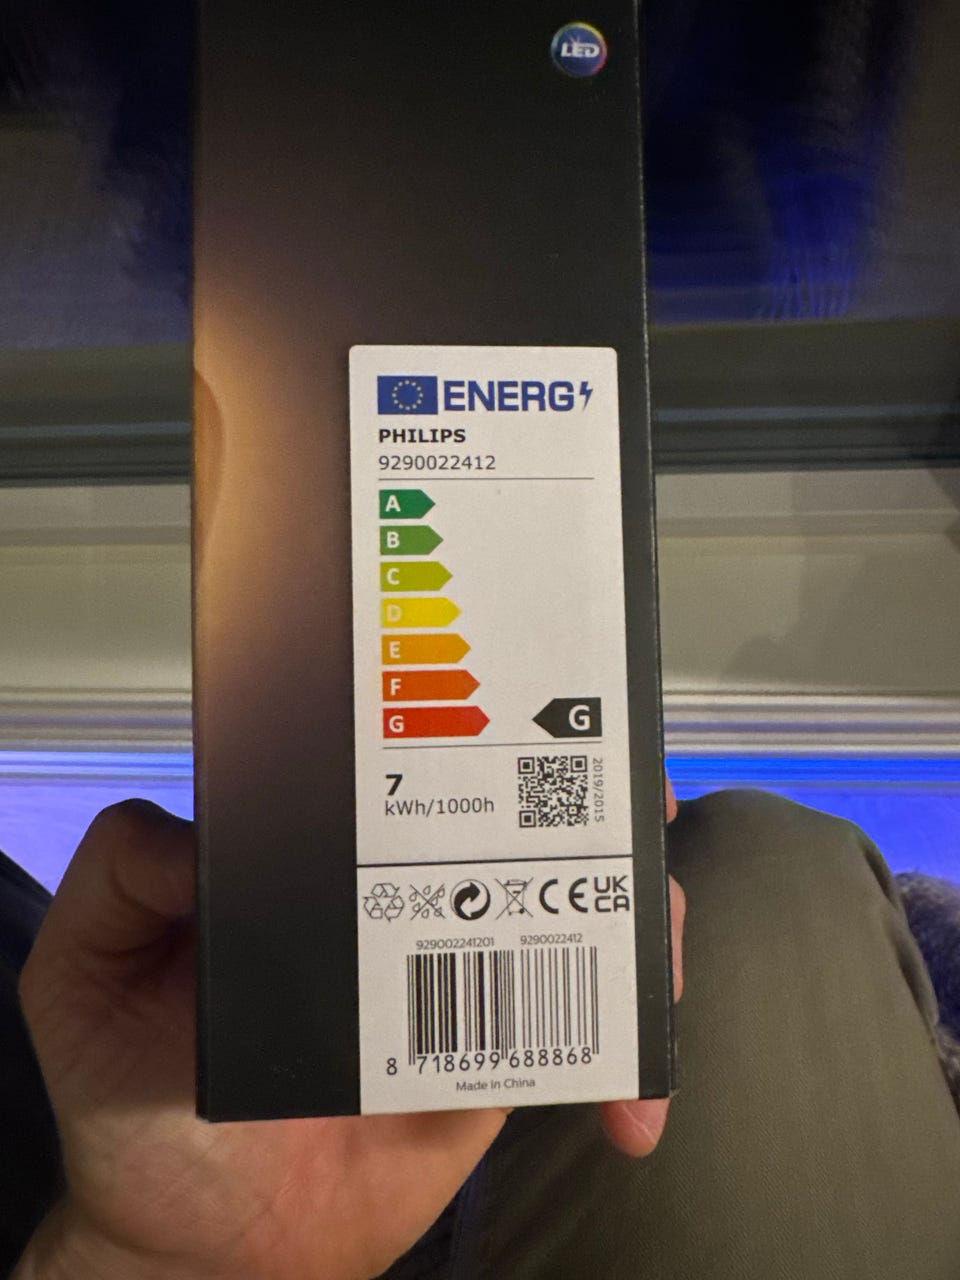 LED
ENERG
PHILIPS
9290022412
A
B
C
D
E
F
G
G
7
kWh/1000h
2019/2015
CE
UK
CA
929002241201 9290022412
8 718699 688868
Made in China